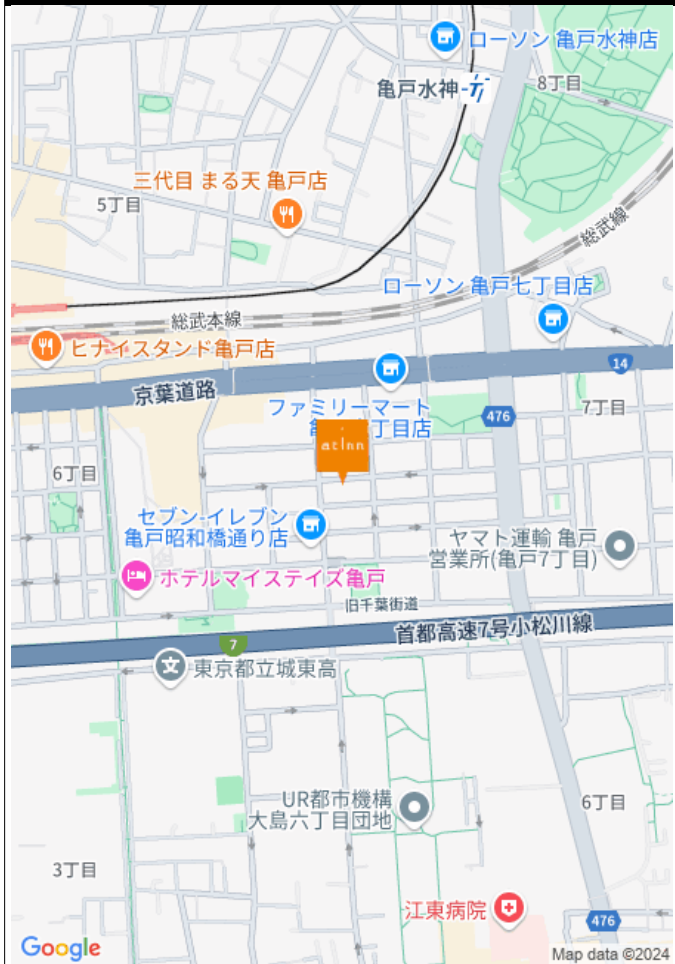 ローソン 亀戸水神店
亀戸水神
8丁目
三代目 まる天 亀戸店
5丁目
総武線
ローソン 亀戸七丁目店
総武本線
ヒナイスタンド亀戸店
14
京葉道路
ファミリーマート
丁目店
476
7丁目
at Inn
6丁目
セブン-イレブン
亀戸昭和橋通り店
ヤマト運輸 亀戸
営業所(亀戸7丁目)
ホテルマイステイズ亀戸
旧千葉街道
首都高速7号小松川線
7
文
東京都立城東高
UR都市機構
大島六丁目団地
6丁目
3丁目
江東病院
476
Google
Map data ©2024